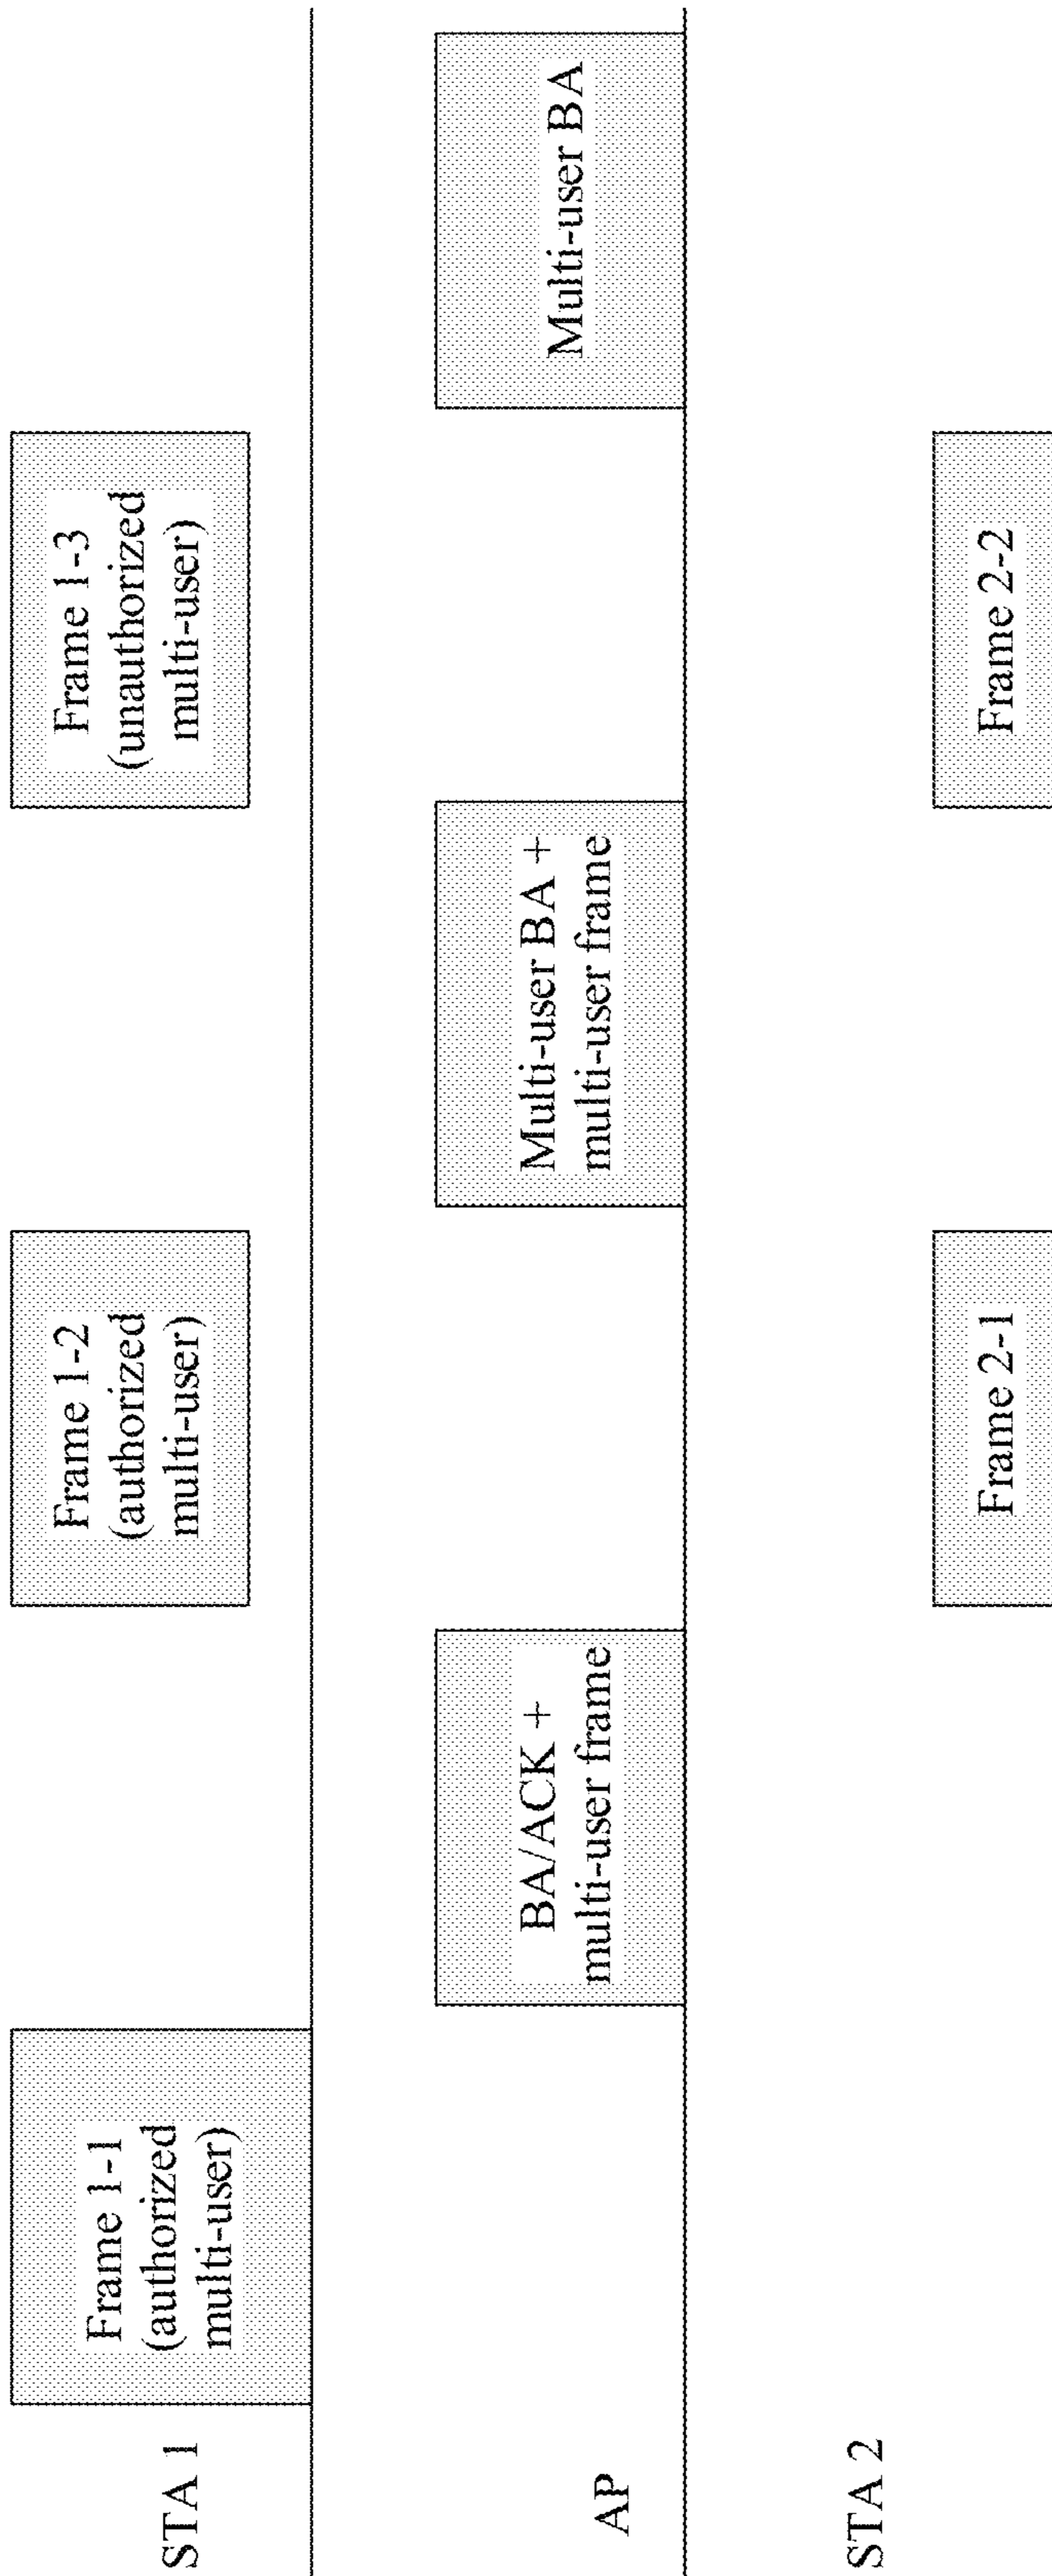 STA 1
Frame 1-1
(authorized
multi-user)
Frame 1-2
(authorized
multi-user)
Frame 1-3
(unauthorized
multi-user)
AP
BA/ACK +
multi-user frame
Multi-user BA +
multi-user frame
Multi-user BA
STA 2
Frame 2-1
Frame 2-2